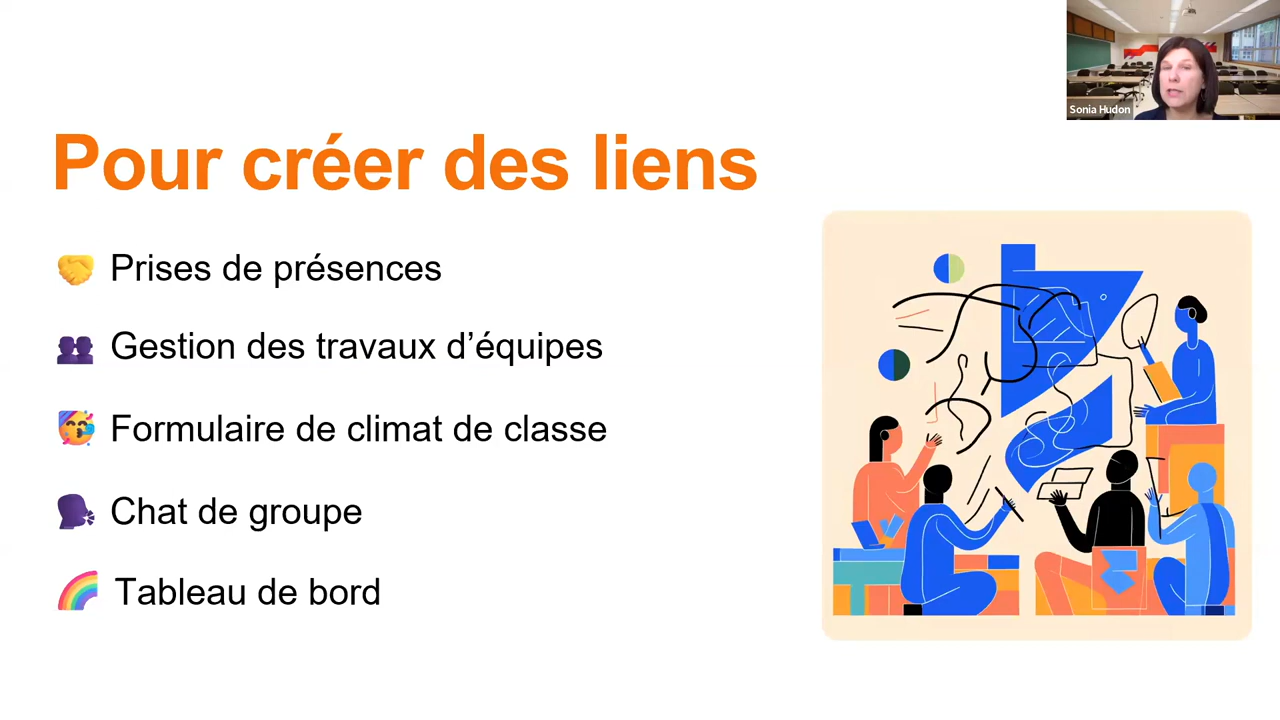 Sonia Hudon
Pour créer des liens
Prises de présences
Gestion des travaux d’équipes
Formulaire de climat de classe
Chat de groupe
Tableau de bord